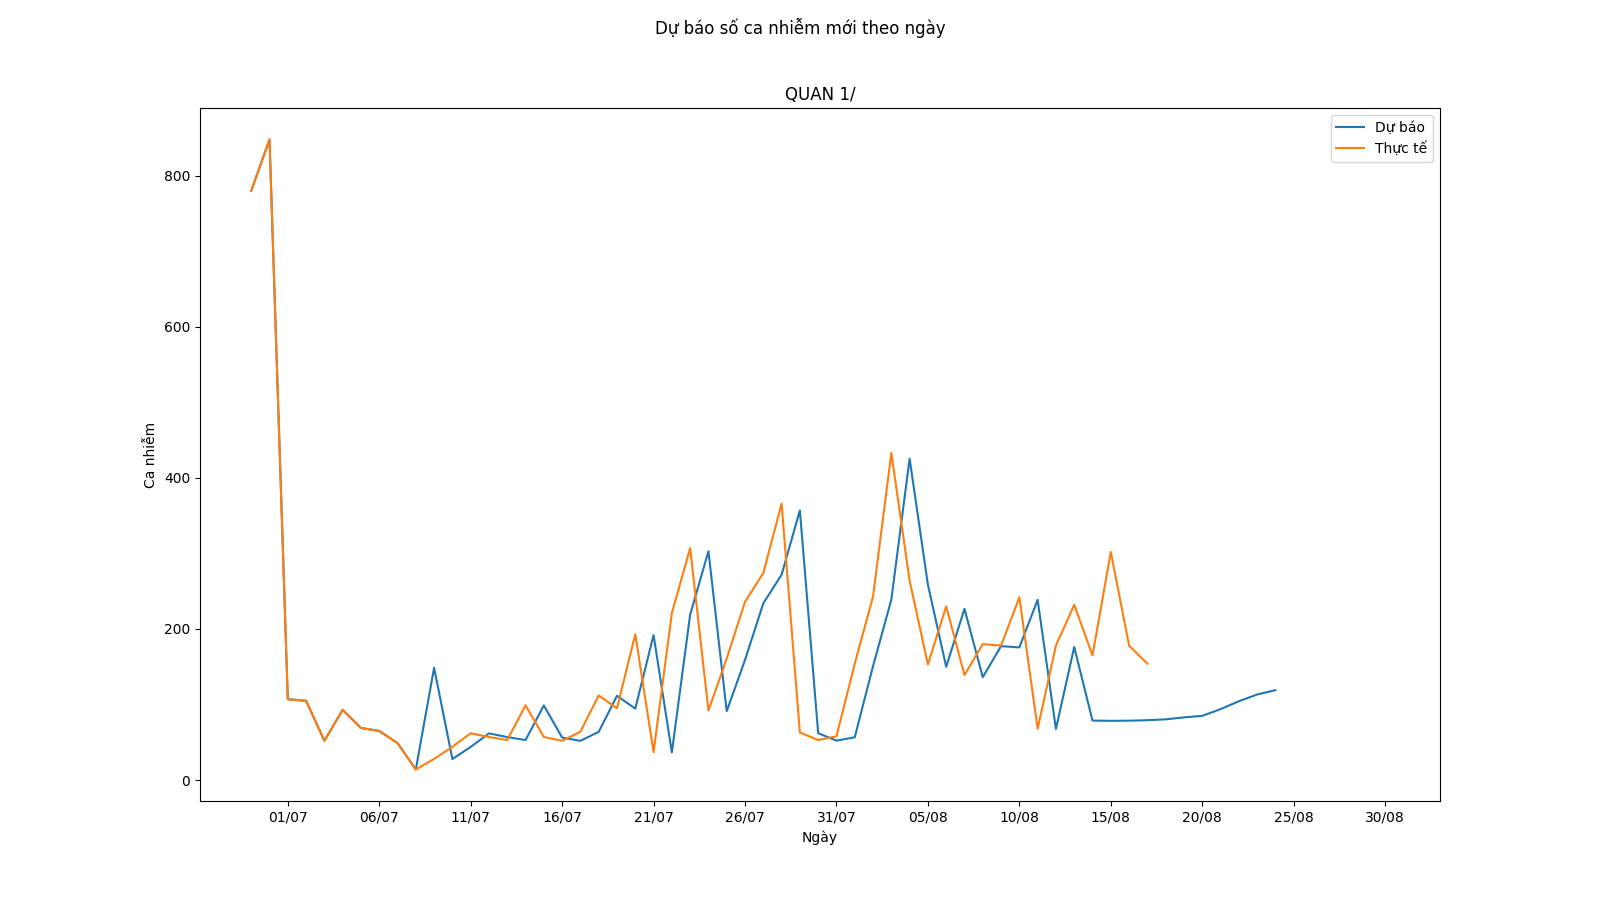 Dự báo số ca nhiễm mới theo ngày
QUAN 1/
Dự báo
Thực tế
800
600
400
200
0
Ca nhiễm
01/07 06/07 11/07 16/07 21/07 26/07 31/07 05/08 10/08 15/08 20/08 25/08 30/08
Ngày